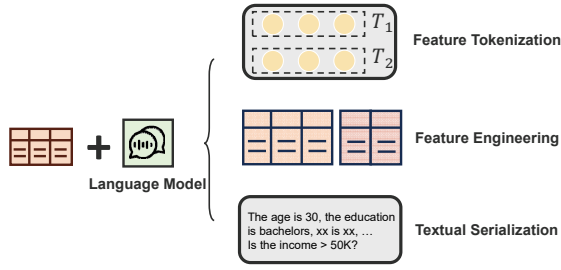 T₁
Feature Tokenization
T₂
Feature Engineering
Language Model
The age is 30, the education
is bachelors, xx is xx, …
Is the income > 50K?
Textual Serialization